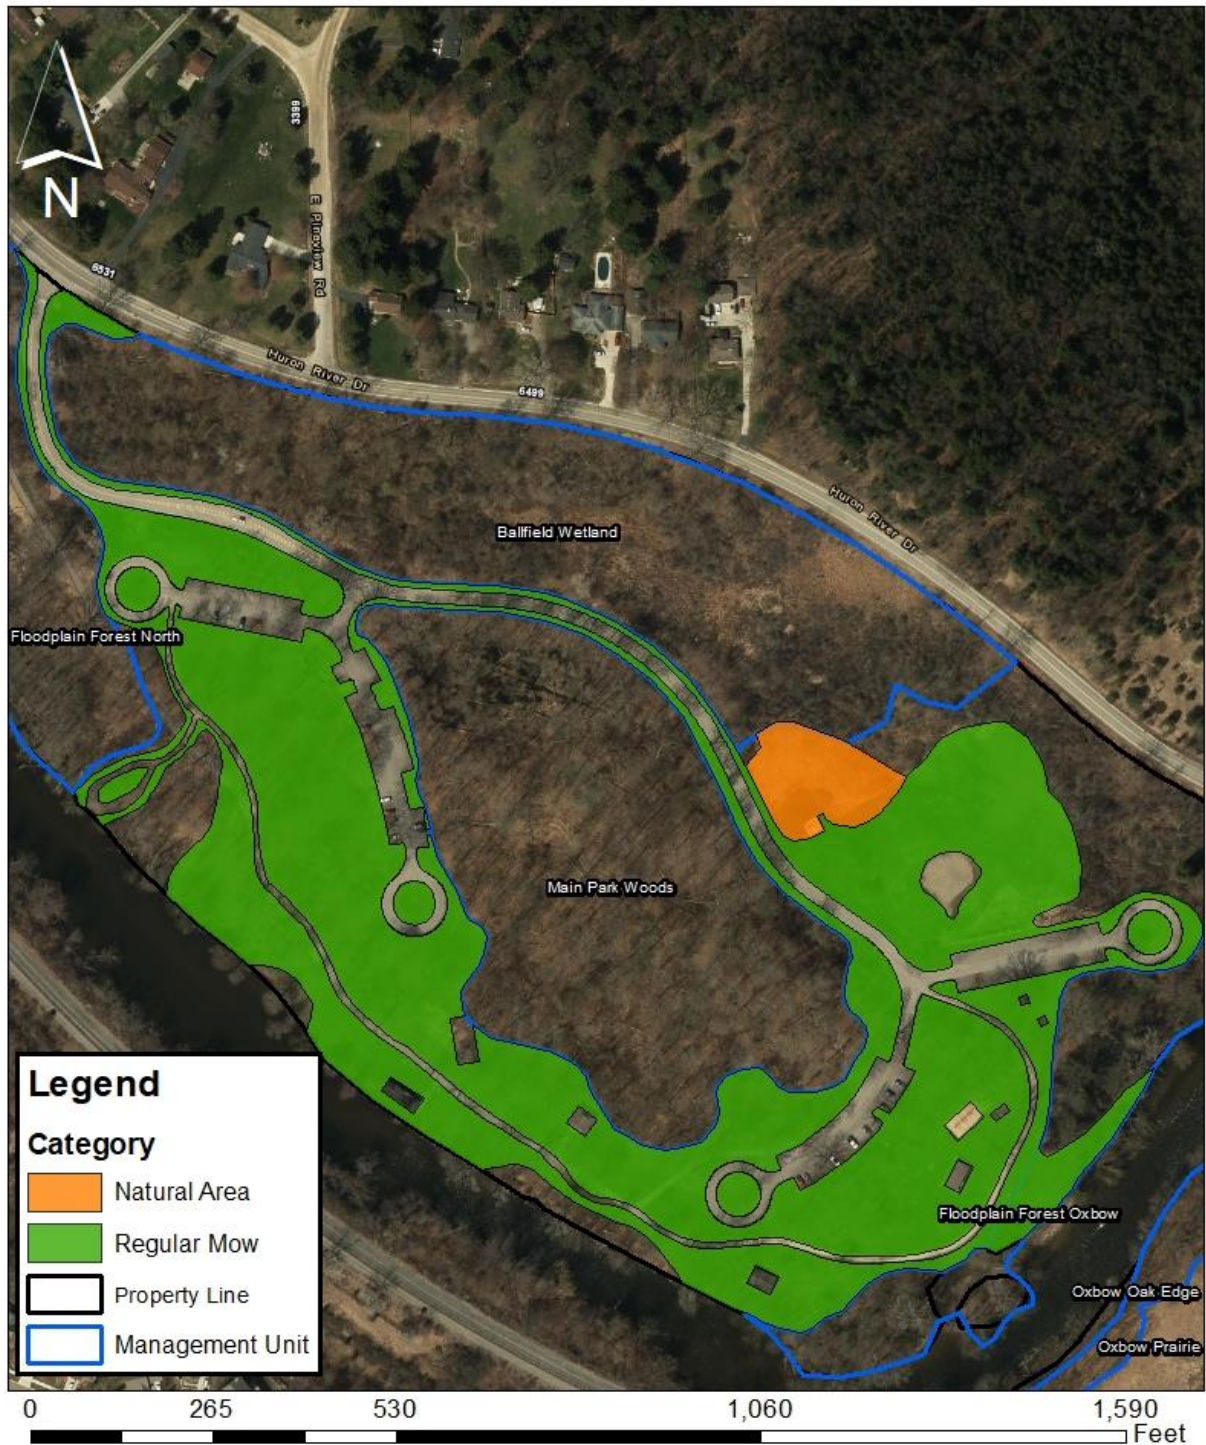 3399
N
E Pineview Rd
6531
Huron River Dr
6499
Huron River Dr
Ballfield Wetland
Floodplain Forest North
Main Park Woods
Floodplain Forest Oxbow
Oxbow Oak Edge
Oxbow Prairie
Legend
Category
Natural Area
Regular Mow
Property Line
Management Unit
0 265 530 1,060 1,590
Feet